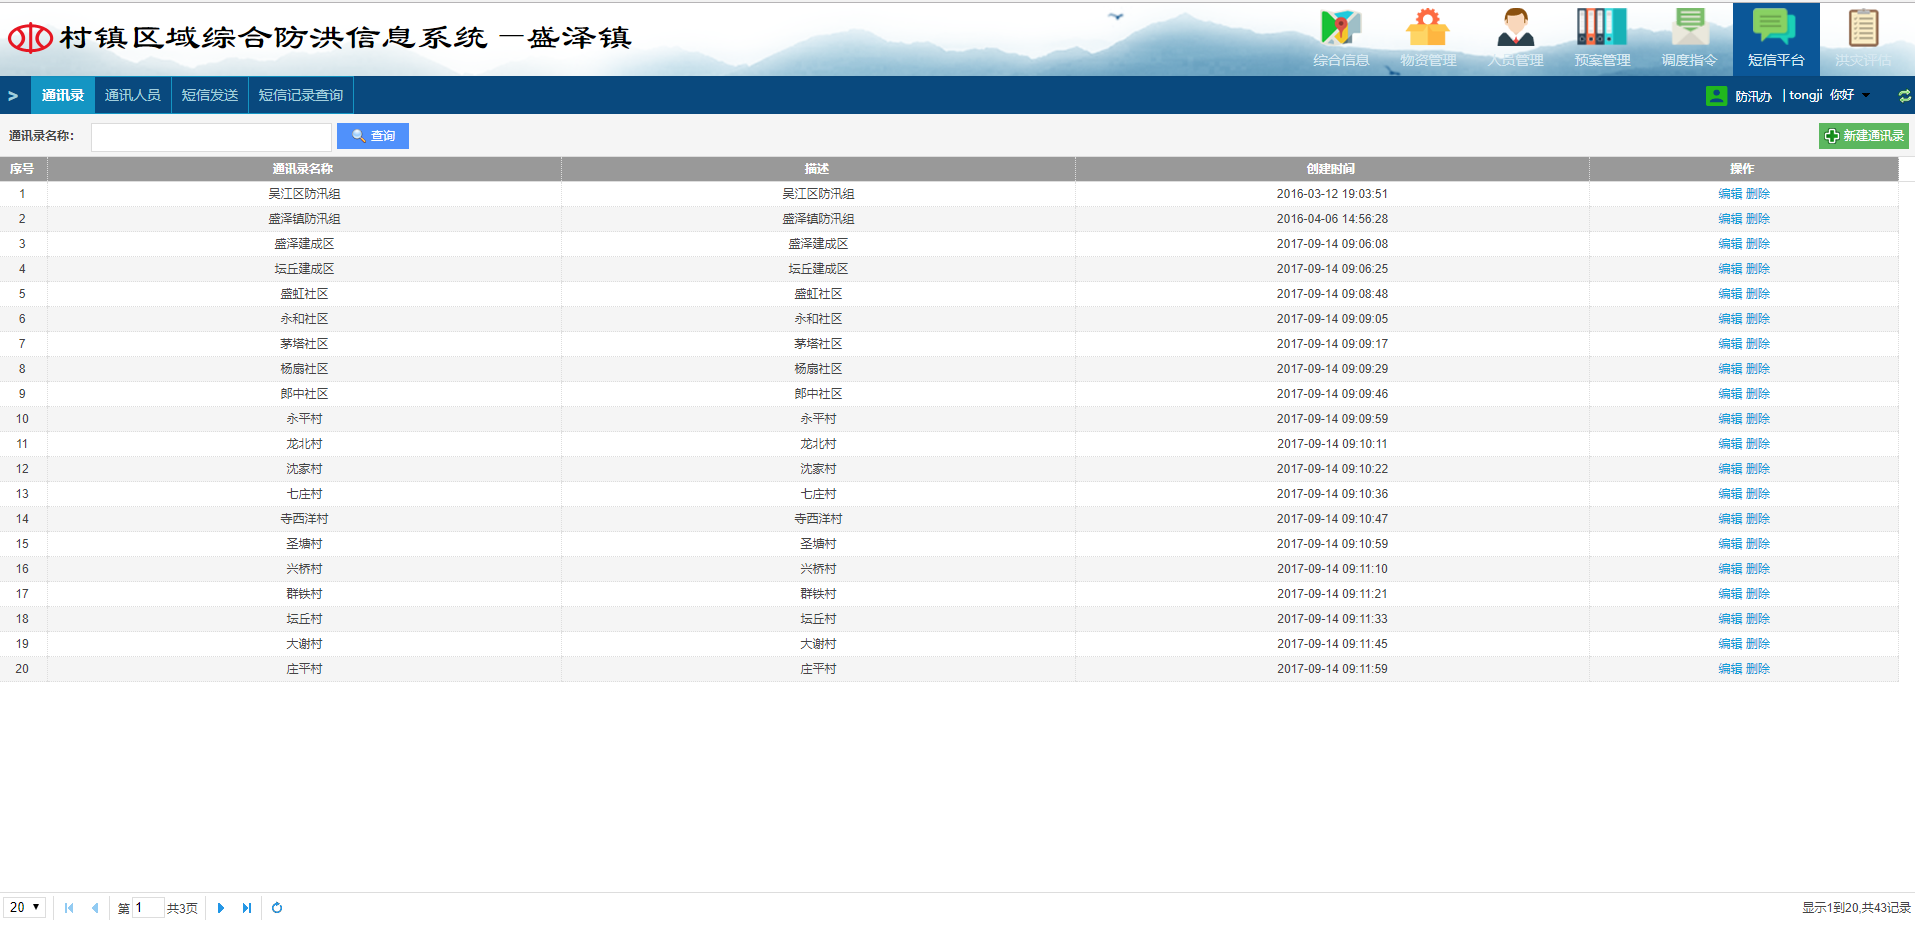 村镇区域综合防洪信息系统 —盛泽镇
综合信息 物资管理 人员管理 预案管理 调度指令 短信平台 洪灾评估
> 通讯录 通讯人员 短信发送 短信记录查询 防汛办 | tongji 你好
通讯录名称: 查询 新建通讯录
序号 通讯录名称 描述 创建时间 操作
1 吴江区防汛组 吴江区防汛组 2016-03-12 19:03:51 编辑 删除
2 盛泽镇防汛组 盛泽镇防汛组 2016-04-06 14:56:28 编辑 删除
3 盛泽建成区 盛泽建成区 2017-09-14 09:06:08 编辑 删除
4 坛丘建成区 坛丘建成区 2017-09-14 09:06:25 编辑 删除
5 盛虹社区 盛虹社区 2017-09-14 09:08:48 编辑 删除
6 永和社区 永和社区 2017-09-14 09:09:05 编辑 删除
7 茅塔社区 茅塔社区 2017-09-14 09:09:17 编辑 删除
8 杨扇社区 杨扇社区 2017-09-14 09:09:29 编辑 删除
9 郎中社区 郎中社区 2017-09-14 09:09:46 编辑 删除
10 永平村 永平村 2017-09-14 09:09:59 编辑 删除
11 龙北村 龙北村 2017-09-14 09:10:11 编辑 删除
12 沈家村 沈家村 2017-09-14 09:10:22 编辑 删除
13 七庄村 七庄村 2017-09-14 09:10:36 编辑 删除
14 寺西洋村 寺西洋村 2017-09-14 09:10:47 编辑 删除
15 圣塘村 圣塘村 2017-09-14 09:10:59 编辑 删除
16 兴桥村 兴桥村 2017-09-14 09:11:10 编辑 删除
17 群铁村 群铁村 2017-09-14 09:11:21 编辑 删除
18 坛丘村 坛丘村 2017-09-14 09:11:33 编辑 删除
19 大谢村 大谢村 2017-09-14 09:11:45 编辑 删除
20 庄平村 庄平村 2017-09-14 09:11:59 编辑 删除
20 第 1 共3页 显示1到20,共43记录